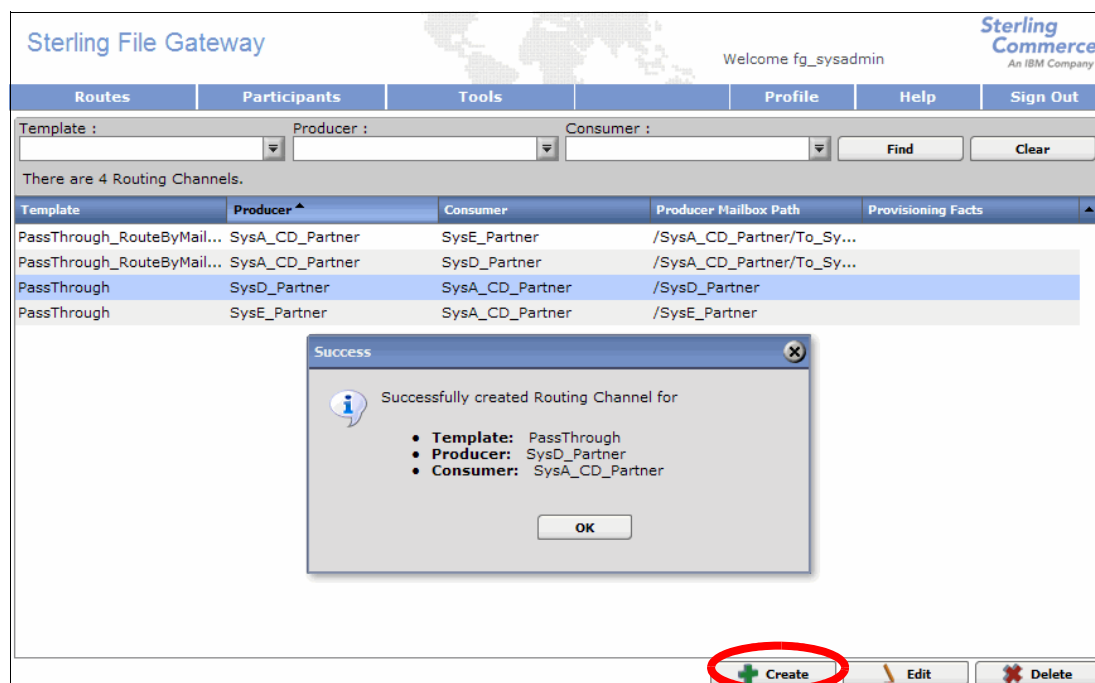 Sterling File Gateway
Welcome fg_sysadmin
Sterling
Commerce
An IBM Company
Routes Participants Tools Profile Help Sign Out
Template : Producer : Consumer :
Find Clear
There are 4 Routing Channels.
Template Producer Consumer Producer Mailbox Path Provisioning Facts
PassThrough_RouteByMail... SysA_CD_Partner SysE_Partner /SysA_CD_Partner/To_Sy...
PassThrough_RouteByMail... SysA_CD_Partner SysD_Partner /SysA_CD_Partner/To_Sy...
PassThrough SysD_Partner SysA_CD_Partner /SysD_Partner
PassThrough SysE_Partner SysA_CD_Partner /SysE_Partner
Success
Successfully created Routing Channel for
• Template: PassThrough
• Producer: SysD_Partner
• Consumer: SysA_CD_Partner
OK
Create Edit Delete